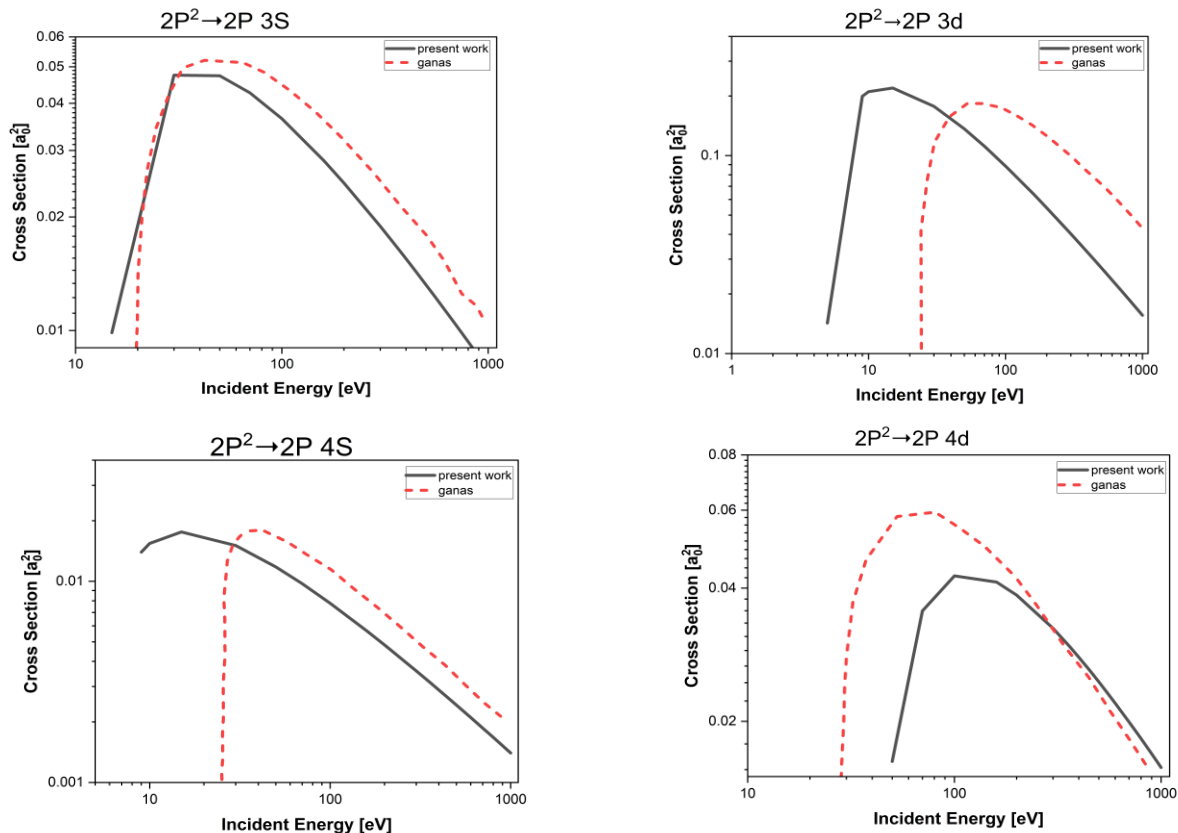 2P²→2P 3S
present work
ganas
Cross Section [a₀²]
0.06
0.05
0.04
0.03
0.02
0.01
10
100
1000
Incident Energy [eV]
2P²→2P 3d
present work
ganas
Cross Section [a₀²]
0.1
0.01
1
10
100
1000
Incident Energy [eV]
2P²→2P 4S
present work
ganas
Cross Section [a₀²]
0.01
0.001
10
100
1000
Incident Energy [eV]
2P²→2P 4d
present work
ganas
Cross Section [a₀²]
0.08
0.06
0.04
0.02
10
100
1000
Incident Energy [eV]